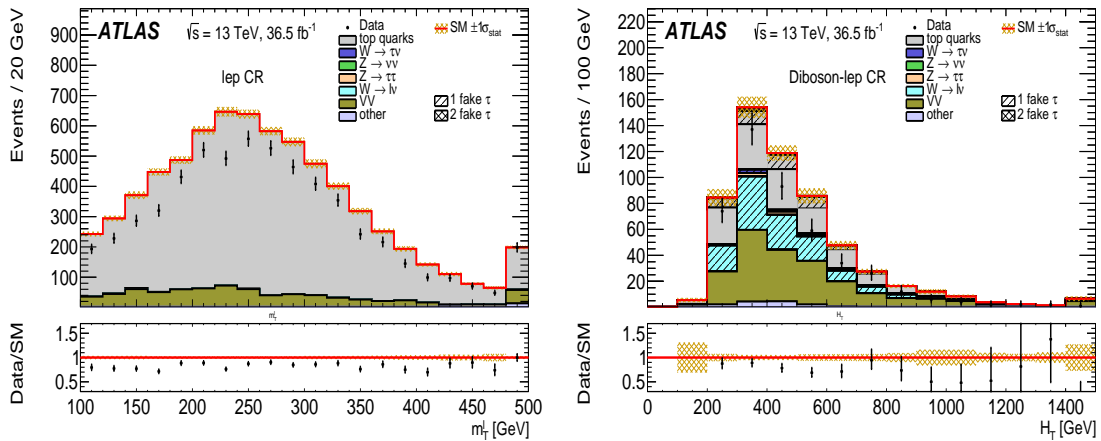 ATLAS
√s = 13 TeV, 36.5 fb⁻¹
lep CR
Data
top quarks
W → τν
Z → νν
Z → ττ
W → lν
VV
other
SM ±1σstat
1 fake τ
2 fake τ
Events / 20 GeV
900
800
700
600
500
400
300
200
100
m_T^l
Data/SM
1.5
1
0.5
100 150 200 250 300 350 400 450 500
m_T^l [GeV]
ATLAS
√s = 13 TeV, 36.5 fb⁻¹
Diboson-lep CR
Data
top quarks
W → τν
Z → νν
Z → ττ
W → lν
VV
other
SM ±1σstat
1 fake τ
2 fake τ
Events / 100 GeV
220
200
180
160
140
120
100
80
60
40
20
H_T
Data/SM
1.5
1
0.5
0 200 400 600 800 1000 1200 1400
H_T [GeV]